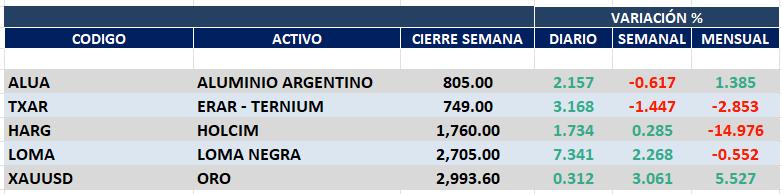 VARIACIÓN %
CODIGO ACTIVO CIERRE SEMANA DIARIO SEMANAL MENSUAL
ALUA ALUMINIO ARGENTINO 805.00 2.157 -0.617 1.385
TXAR ERAR - TERNIUM 749.00 3.168 -1.447 -2.853
HARG HOLCIM 1,760.00 1.734 0.285 -14.976
LOMA LOMA NEGRA 2,705.00 7.341 2.268 -0.552
XAUUSD ORO 2,993.60 0.312 3.061 5.527